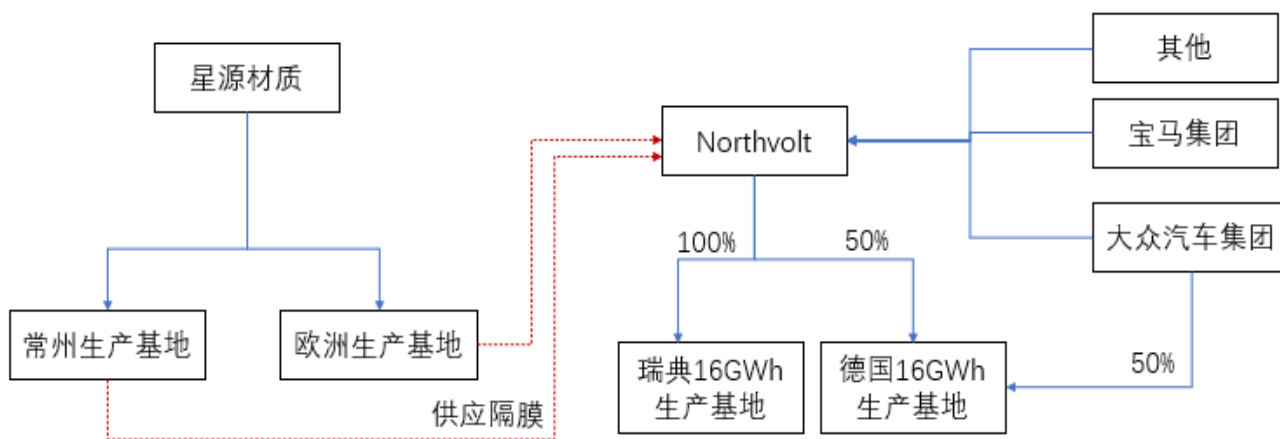 其他
星源材质
宝马集团
Northvolt
大众汽车集团
100%
50%
常州生产基地
欧洲生产基地
瑞典16GWh
生产基地
德国16GWh
生产基地
50%
供应隔膜